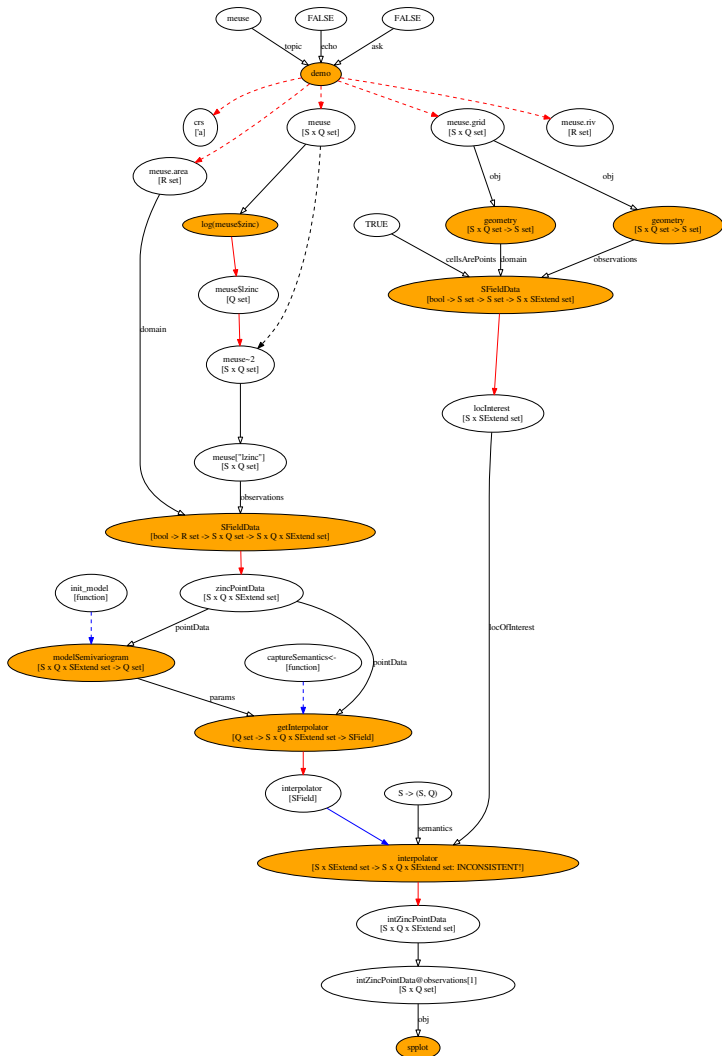 meuse
FALSE
FALSE
topic
echo
ask
demo
crs
['a]
meuse
[S x Q set]
meuse.grid
[S x Q set]
meuse.riv
[R set]
meuse.area
[R set]
obj
obj
log(meuse$zinc)
TRUE
geometry
[S x Q set -> S set]
geometry
[S x Q set -> S set]
cellsArePoints
domain
observations
meuse$lzinc
[Q set]
SFieldData
[bool -> S set -> S set -> S x SExtend set]
domain
meuse~2
[S x Q set]
locInterest
[S x SExtend set]
meuse["lzinc"]
[S x Q set]
observations
SFieldData
[bool -> R set -> S x Q set -> S x Q x SExtend set]
init_model
[function]
zincPointData
[S x Q x SExtend set]
pointData
locOfInterest
modelSemivariogram
[S x Q x SExtend set -> Q set]
captureSemantics<-
[function]
pointData
params
getInterpolator
[Q set -> S x Q x SExtend set -> SField]
interpolator
[SField]
S -> (S, Q)
semantics
interpolator
[S x SExtend set -> S x Q x SExtend set: INCONSISTENT!]
intZincPointData
[S x Q x SExtend set]
intZincPointData@observations[1]
[S x Q set]
obj
spplot